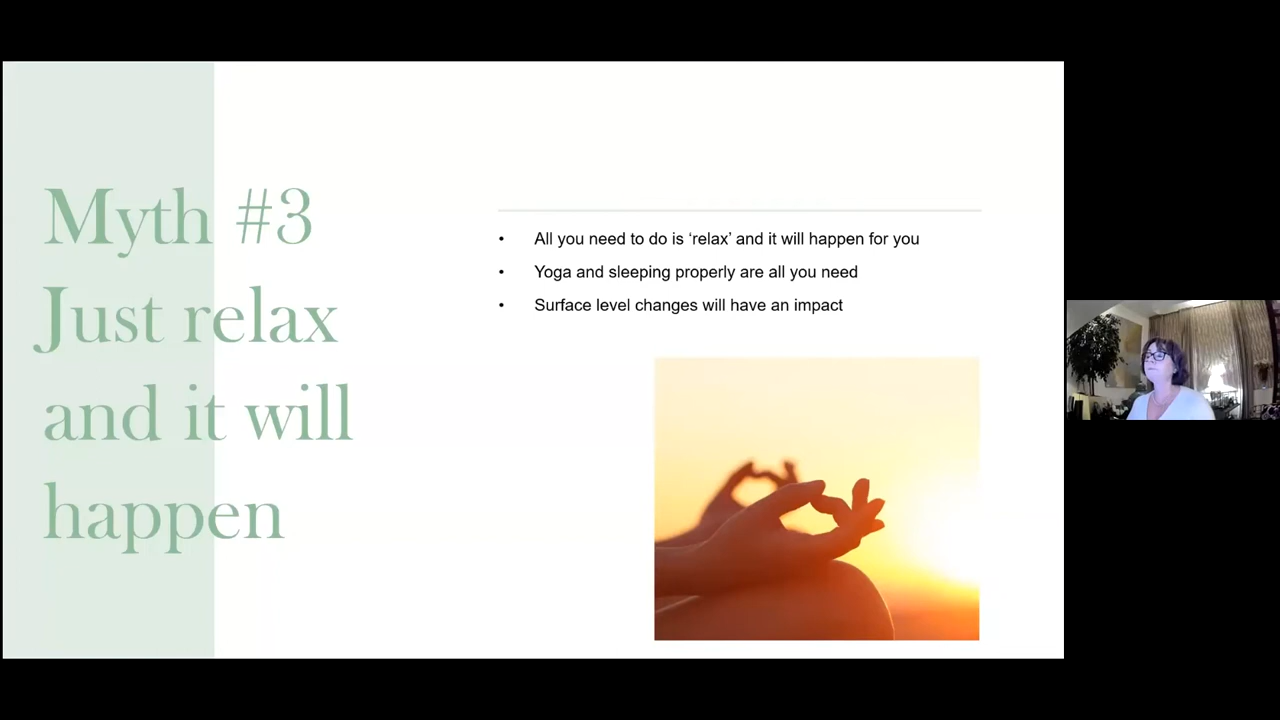 Myth #3
Just relax
and it will
happen
• All you need to do is ‘relax’ and it will happen for you
• Yoga and sleeping properly are all you need
• Surface level changes will have an impact